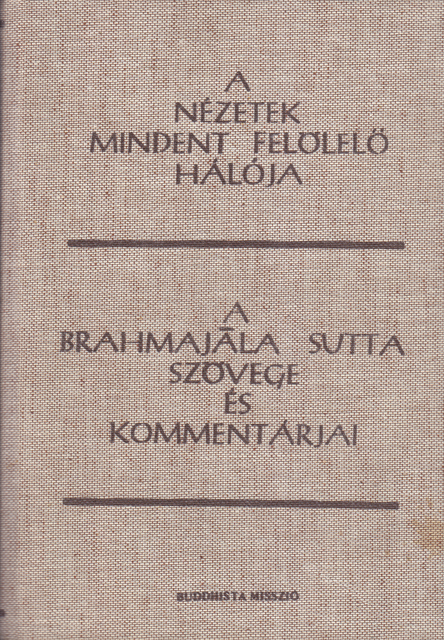 A
NÉZETEK
MINDENT FELÖLELŐ
HÁLÓJA
A
BRAHMAJĀLA SUTTA
SZÖVEGE
ÉS
KOMMENTÁRJAI
BUDDHISTA MISSZIÓ